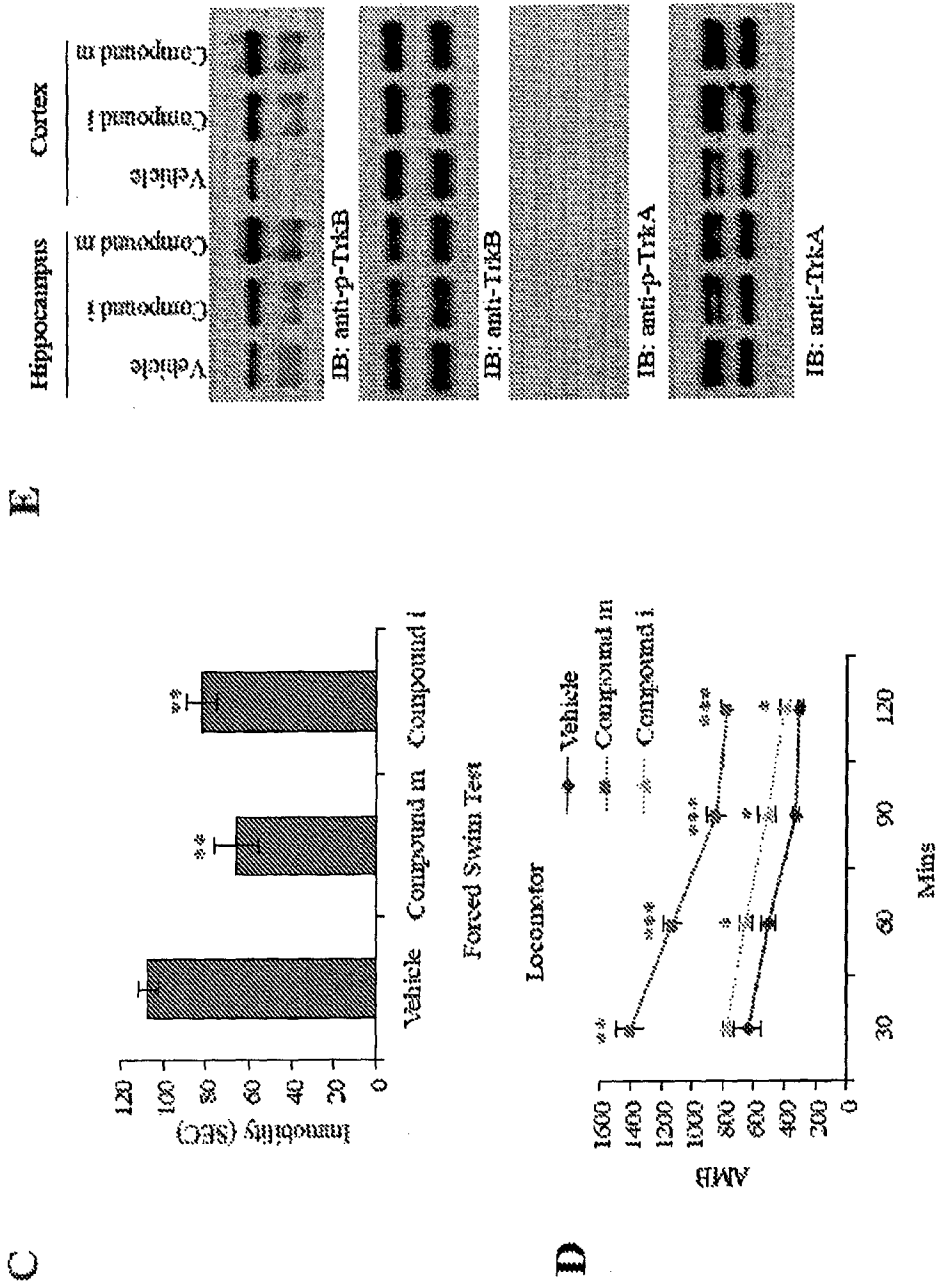 C
Immobility (SEC)
120
100
80
60
40
20
0
**
**
Vehicle Compound m Compound i
Forced Swim Test
D
Locomotor
AMB
1600
1400
1200
1000
800
600
400
200
0
**
***
***
***
*
*
*
Vehicle
Compound m
Compound i
30 60 90 120
Mins
E
Hippocampus Cortex
Vehicle Compound i Compound m Vehicle Compound i Compound m
IB: anti-p-TrkB
IB: anti-TrkB
IB: anti-p-TrkA
IB: anti-TrkA